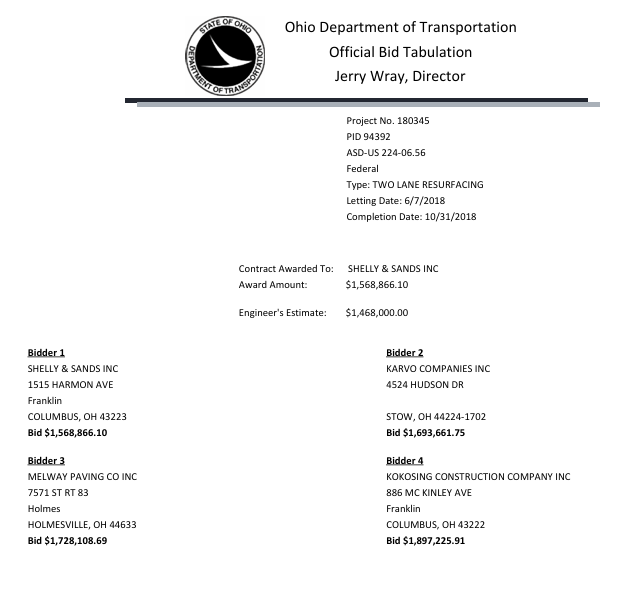 STATE OF OHIO
DEPARTMENT OF TRANSPORTATION
Ohio Department of Transportation
Official Bid Tabulation
Jerry Wray, Director
Project No. 180345
PID 94392
ASD-US 224-06.56
Federal
Type: TWO LANE RESURFACING
Letting Date: 6/7/2018
Completion Date: 10/31/2018
Contract Awarded To: SHELLY & SANDS INC
Award Amount: $1,568,866.10
Engineer's Estimate: $1,468,000.00
Bidder 1
SHELLY & SANDS INC
1515 HARMON AVE
Franklin
COLUMBUS, OH 43223
Bid $1,568,866.10
Bidder 2
KARVO COMPANIES INC
4524 HUDSON DR
STOW, OH 44224-1702
Bid $1,693,661.75
Bidder 3
MELWAY PAVING CO INC
7571 ST RT 83
Holmes
HOLMESVILLE, OH 44633
Bid $1,728,108.69
Bidder 4
KOKOSING CONSTRUCTION COMPANY INC
886 MC KINLEY AVE
Franklin
COLUMBUS, OH 43222
Bid $1,897,225.91